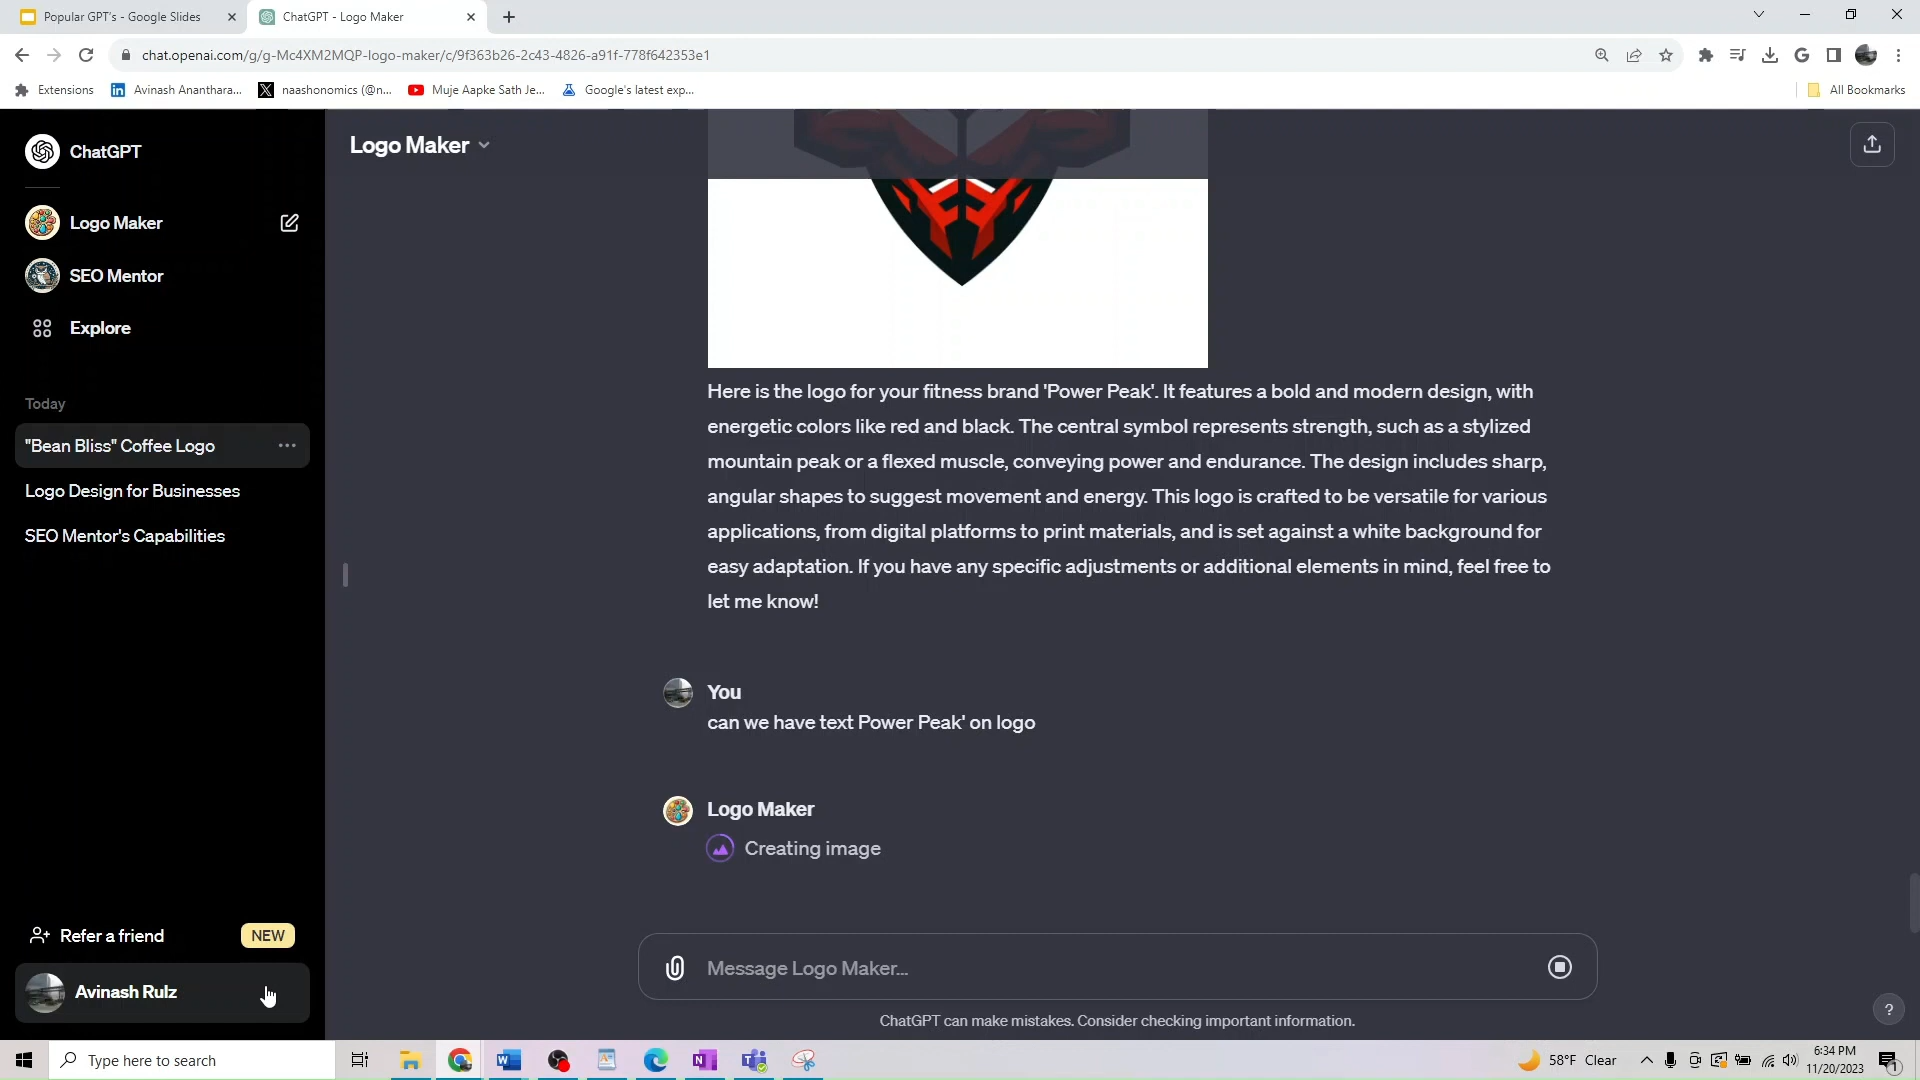 Popular GPT's - Google Slides
ChatGPT - Logo Maker
chat.openai.com/g/g-Mc4XM2MQP-logo-maker/c/9f363b26-2c43-4826-a91f-778f642353e1
Extensions
Avinash Ananthara...
naashonomics (@n...
Muje Aapke Sath Je...
Google's latest exp...
All Bookmarks
ChatGPT
Logo Maker
SEO Mentor
Explore
Today
"Bean Bliss" Coffee Logo
Logo Design for Businesses
SEO Mentor's Capabilities
Refer a friend
NEW
Avinash Rulz
Logo Maker
Here is the logo for your fitness brand 'Power Peak'. It features a bold and modern design, with
energetic colors like red and black. The central symbol represents strength, such as a stylized
mountain peak or a flexed muscle, conveying power and endurance. The design includes sharp,
angular shapes to suggest movement and energy. This logo is crafted to be versatile for various
applications, from digital platforms to print materials, and is set against a white background for
easy adaptation. If you have any specific adjustments or additional elements in mind, feel free to
let me know!
You
can we have text Power Peak' on logo
Logo Maker
Creating image
Message Logo Maker...
ChatGPT can make mistakes. Consider checking important information.
?
Type here to search
58°F Clear
6:34 PM
11/20/2023
1